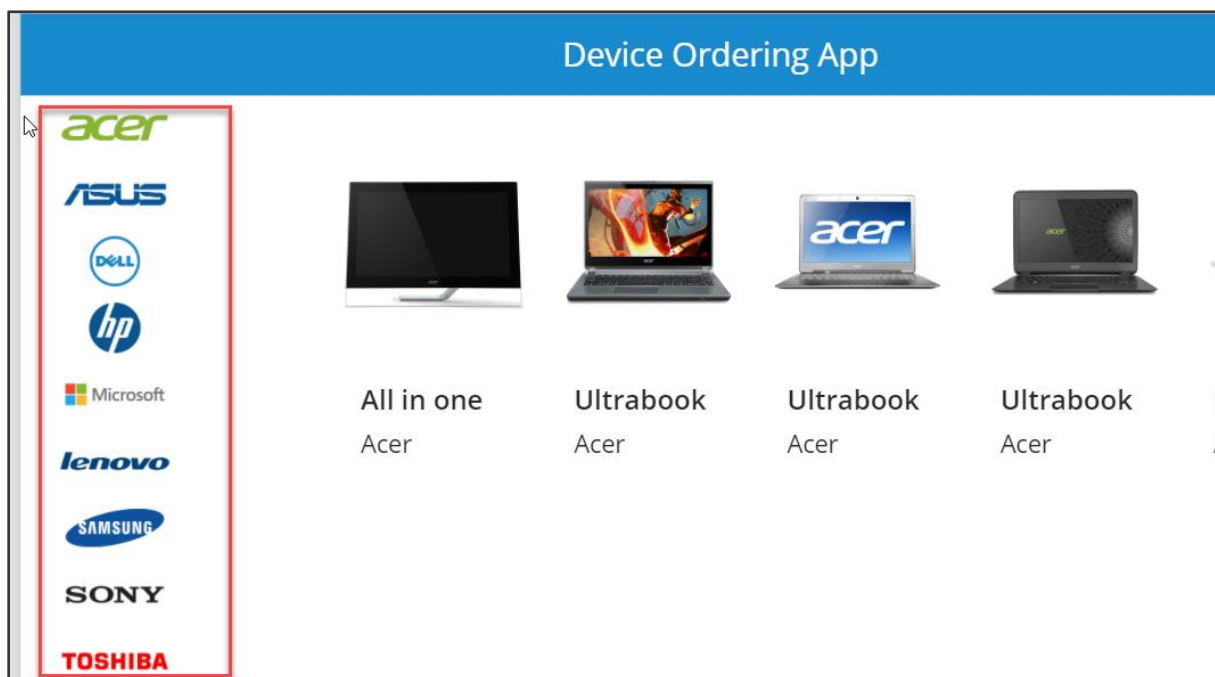 Device Ordering App
acer
ASUS
DELL
hp
Microsoft
lenovo
SAMSUNG
SONY
TOSHIBA
acer
acer
All in one
Ultrabook
Ultrabook
Ultrabook
Acer
Acer
Acer
Acer